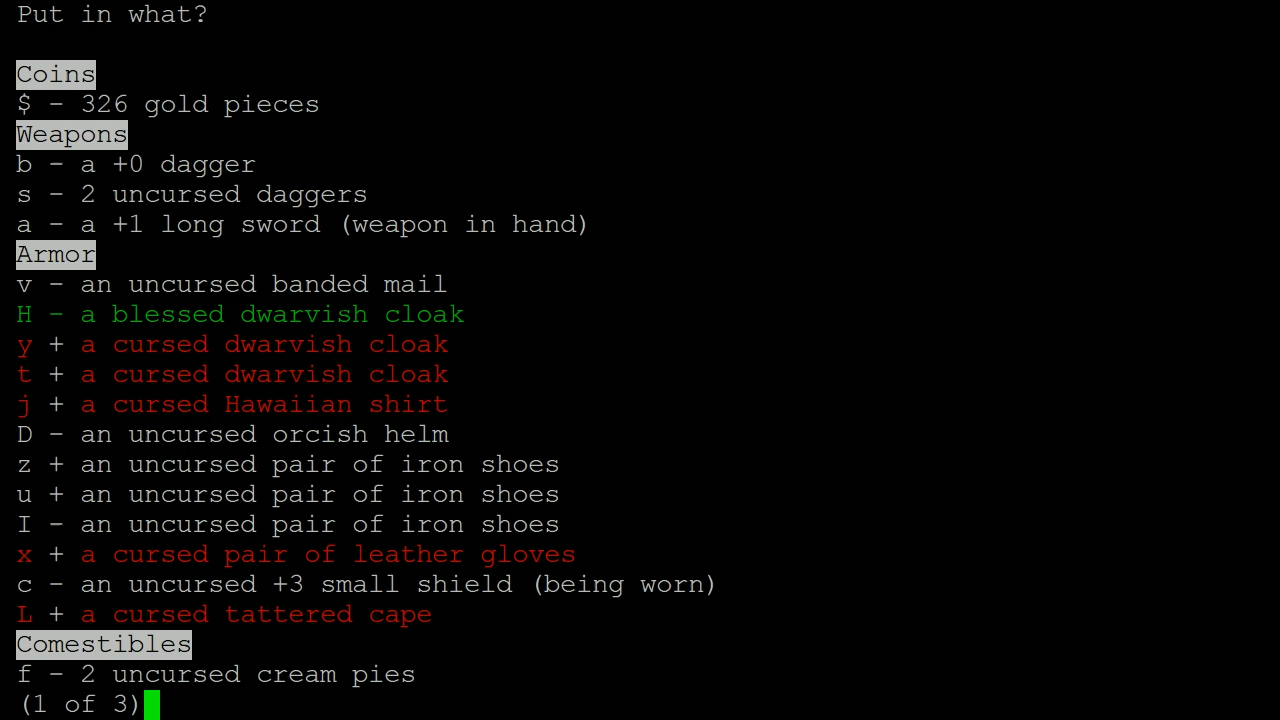 Put in what?
Coins
$ - 326 gold pieces
Weapons
b - a +0 dagger
s - 2 uncursed daggers
a - a +1 long sword (weapon in hand)
Armor
v - an uncursed banded mail
H - a blessed dwarvish cloak
y + a cursed dwarvish cloak
t + a cursed dwarvish cloak
j + a cursed Hawaiian shirt
D - an uncursed orcish helm
z + an uncursed pair of iron shoes
u + an uncursed pair of iron shoes
I - an uncursed pair of iron shoes
x + a cursed pair of leather gloves
c - an uncursed +3 small shield (being worn)
L + a cursed tattered cape
Comestibles
f - 2 uncursed cream pies
(1 of 3)